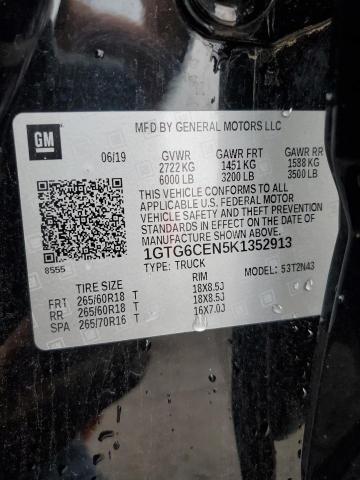 GM
MFD BY GENERAL MOTORS LLC
06/19
GVWR GAWR FRT GAWR RR
2722 KG 1451 KG 1588 KG
6000 LB 3200 LB 3500 LB
THIS VEHICLE CONFORMS TO ALL
APPLICABLE U.S. FEDERAL MOTOR
VEHICLE SAFETY AND THEFT PREVENTION
STANDARDS IN EFFECT ON THE DATE OF
MANUFACTURE SHOWN ABOVE.
1GTG6CEN5K1352913
TYPE: TRUCK MODEL: 53T2N43
8555
TIRE SIZE RIM
FRT 265/60R18 T 18X8.5J
RR 265/60R18 T 18X8.5J
SPA 265/70R16 T 16X7.0J